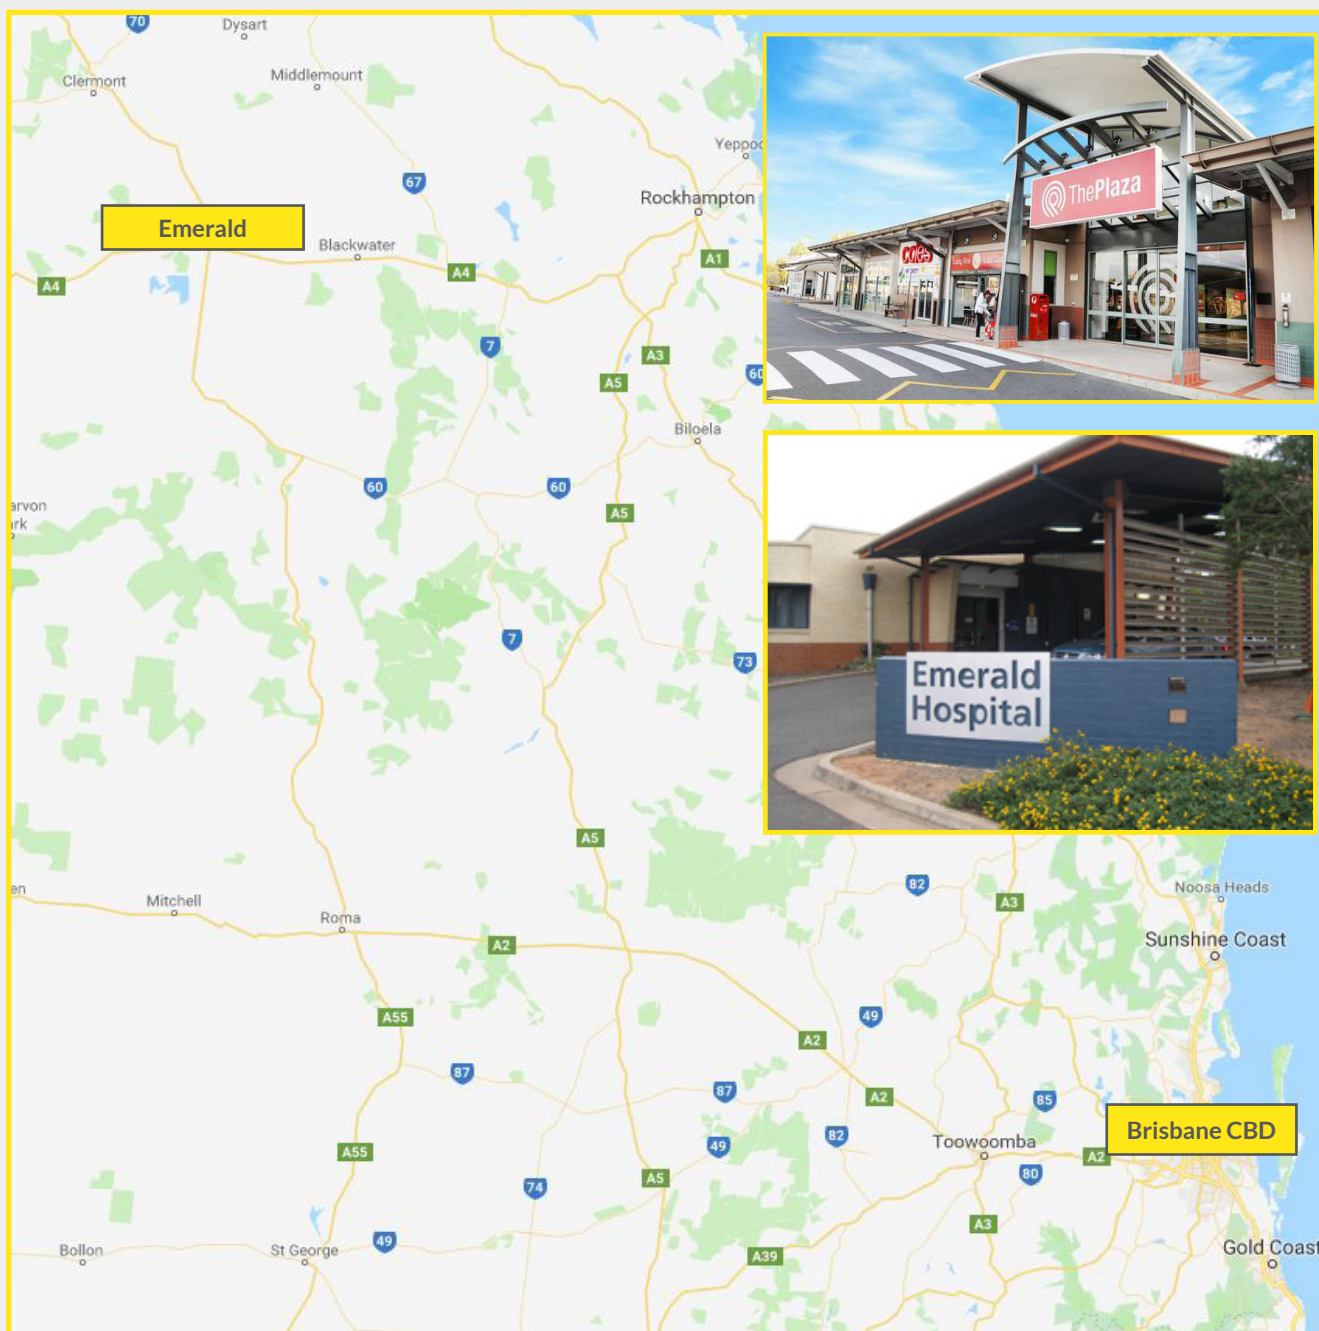 70
Dysart
Clermont
Middlemount
Yeppoo
67
Rockhampton
ThePlaza
Emerald
Blackwater
coles
A1
A4
A4
7
A3
A5
60
Biloela
60
60
A5
arvon
rk
Emerald
Hospital
7
73
A5
82
en
Mitchell
Noosa Heads
A3
Roma
A2
Sunshine Coast
A55
49
A2
87
87
A2
85
Brisbane CBD
82
Toowoomba
49
A55
A2
80
A5
74
A3
49
Bollon
St George
Gold Coast
A39